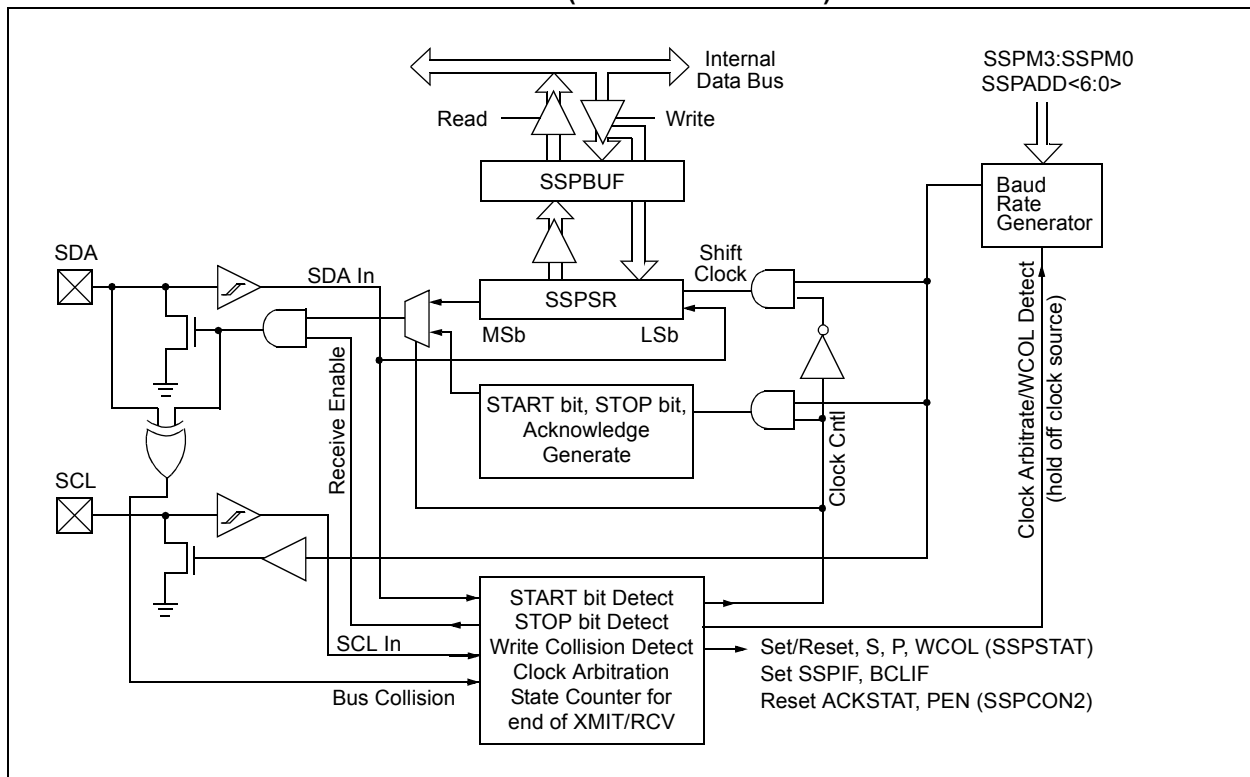 Internal
Data Bus
SSPM3:SSPM0
SSPADD<6:0>
Read
Write
SSPBUF
Baud
Rate
Generator
SDA
SDA In
Shift
Clock
SSPSR
MSb
LSb
START bit, STOP bit,
Acknowledge
Generate
Receive Enable
Clock Cntl
Clock Arbitrate/WCOL Detect
(hold off clock source)
SCL
SCL In
Bus Collision
START bit Detect
STOP bit Detect
Write Collision Detect
Clock Arbitration
State Counter for
end of XMIT/RCV
Set/Reset, S, P, WCOL (SSPSTAT)
Set SSPIF, BCLIF
Reset ACKSTAT, PEN (SSPCON2)